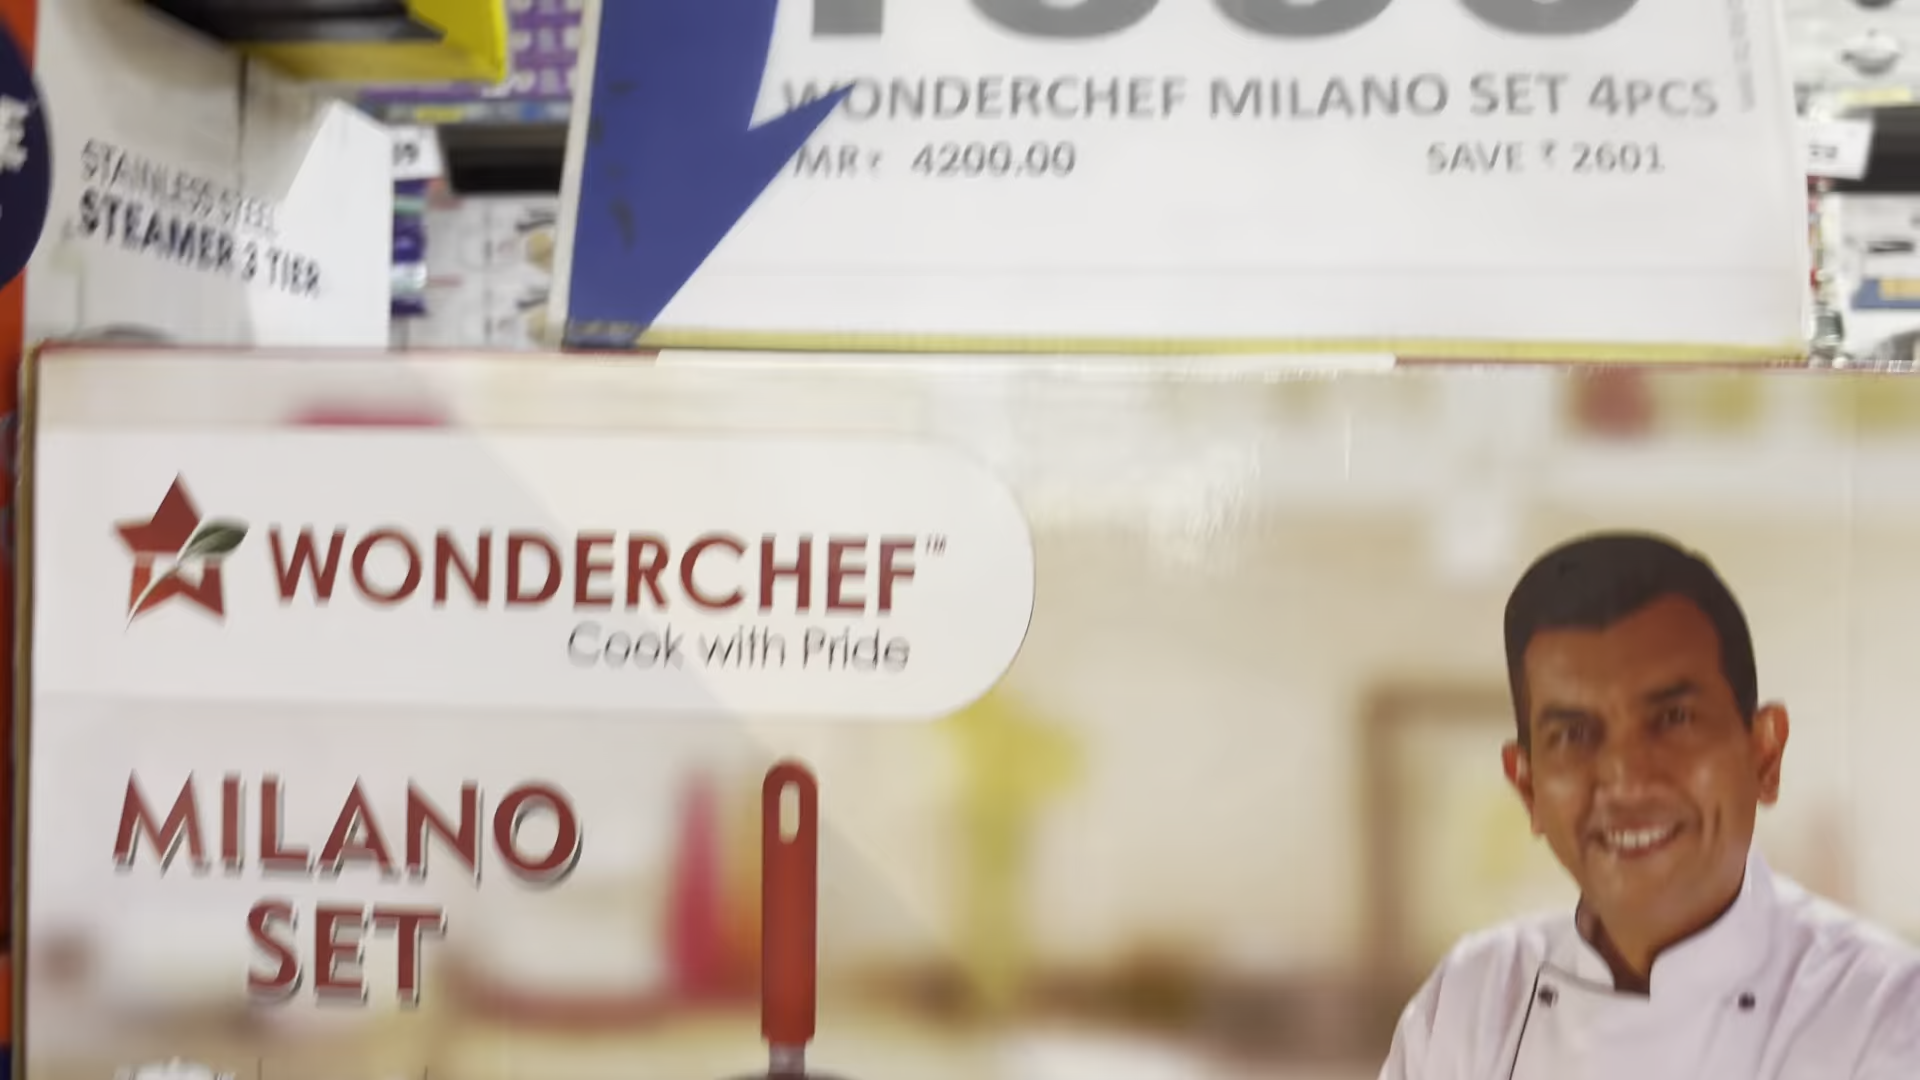 WONDERCHEF MILANO SET 4PCS
MR₹ 4200.00 SAVE ₹ 2601
STAINLESS STEEL
STEAMER 3 TIER
WONDERCHEF™
Cook with Pride
MILANO
SET